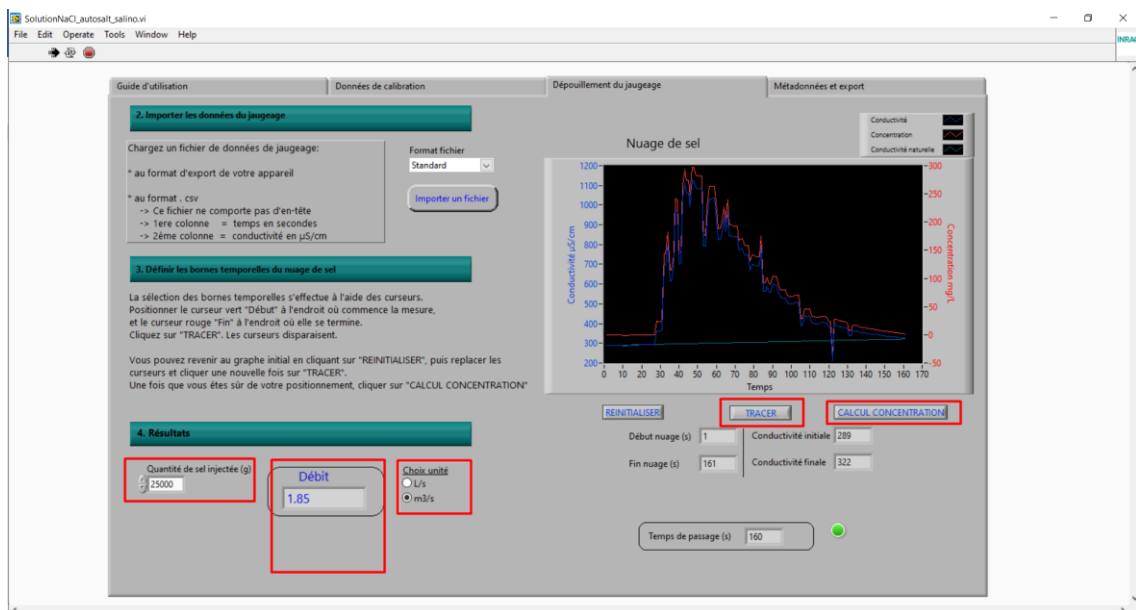 SolutionNaCl_autosalt_salino.vi
File Edit Operate Tools Window Help
Guide d'utilisation
Données de calibration
Dépouillement du jaugeage
Métadonnées et export
2. Importer les données du jaugeage
Chargez un fichier de données de jaugeage:
* au format d'export de votre appareil
* au format . csv
-> Ce fichier ne comporte pas d'en-tête
-> 1ere colonne = temps en secondes
-> 2ème colonne = conductivité en µS/cm
Format fichier
Standard
Importer un fichier
3. Définir les bornes temporelles du nuage de sel
La sélection des bornes temporelles s'effectue à l'aide des curseurs.
Positionner le curseur vert "Début" à l'endroit où commence la mesure,
et le curseur rouge "Fin" à l'endroit où elle se termine.
Cliquez sur "TRACER". Les curseurs disparaisent.
Vous pouvez revenir au graphe initial en cliquant sur "REINITIALISER", puis replacer les
curseurs et cliquer une nouvelle fois sur "TRACER".
Une fois que vous êtes sûr de votre positionnement, cliquer sur "CALCUL CONCENTRATION"
4. Résultats
Quantité de sel injectée (g)
25000
Débit
1.85
Choix unité
L/s
m3/s
Nuage de sel
Conductivité
Concentration
Conductivité naturelle
Conductivité µS/cm
1200
1100
1000
900
800
700
600
500
400
300
200
300
250
200
150
100
50
0
-50
Concentration mg/L
0 10 20 30 40 50 60 70 80 90 100 110 120 130 140 150 160 170
Temps
REINITIALISER
TRACER
CALCUL CONCENTRATION
Début nuage (s) 1
Conductivité initiale 289
Fin nuage (s) 161
Conductivité finale 322
Temps de passage (s) 160